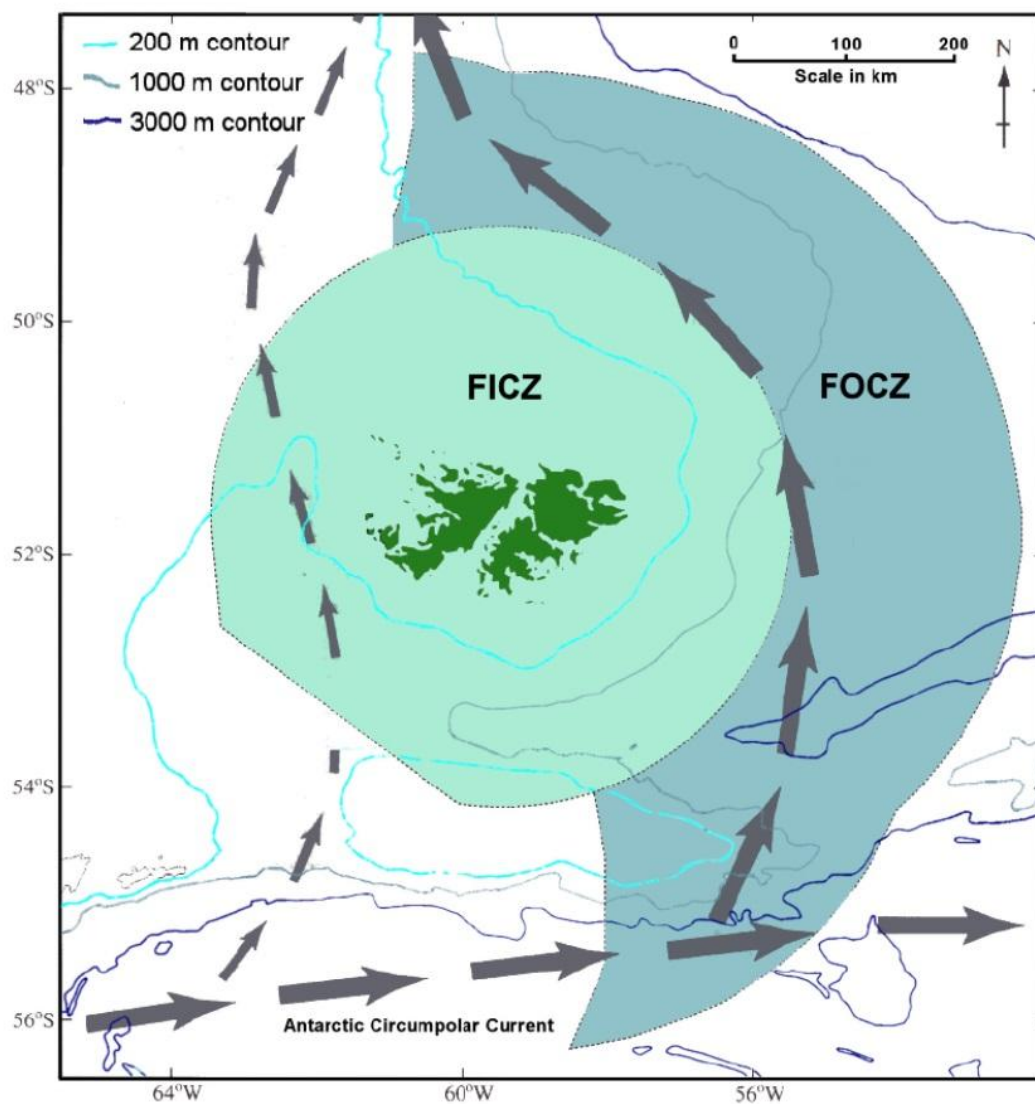 200 m contour
1000 m contour
3000 m contour
0 100 200
Scale in km
N
48°S
50°S
52°S
54°S
56°S
FICZ
FOCZ
Antarctic Circumpolar Current
64°W
60°W
56°W